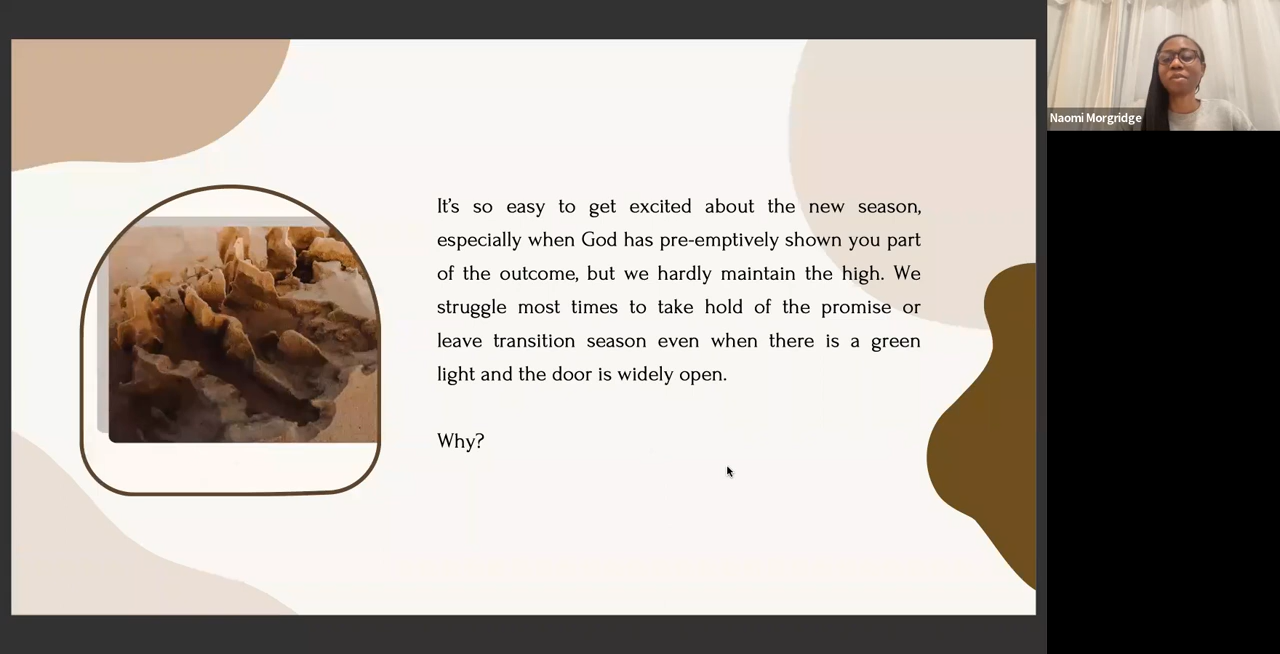 It’s so easy to get excited about the new season,
especially when God has pre-emptively shown you part
of the outcome, but we hardly maintain the high. We
struggle most times to take hold of the promise or
leave transition season even when there is a green
light and the door is widely open.
Why?
Naomi Morgridge